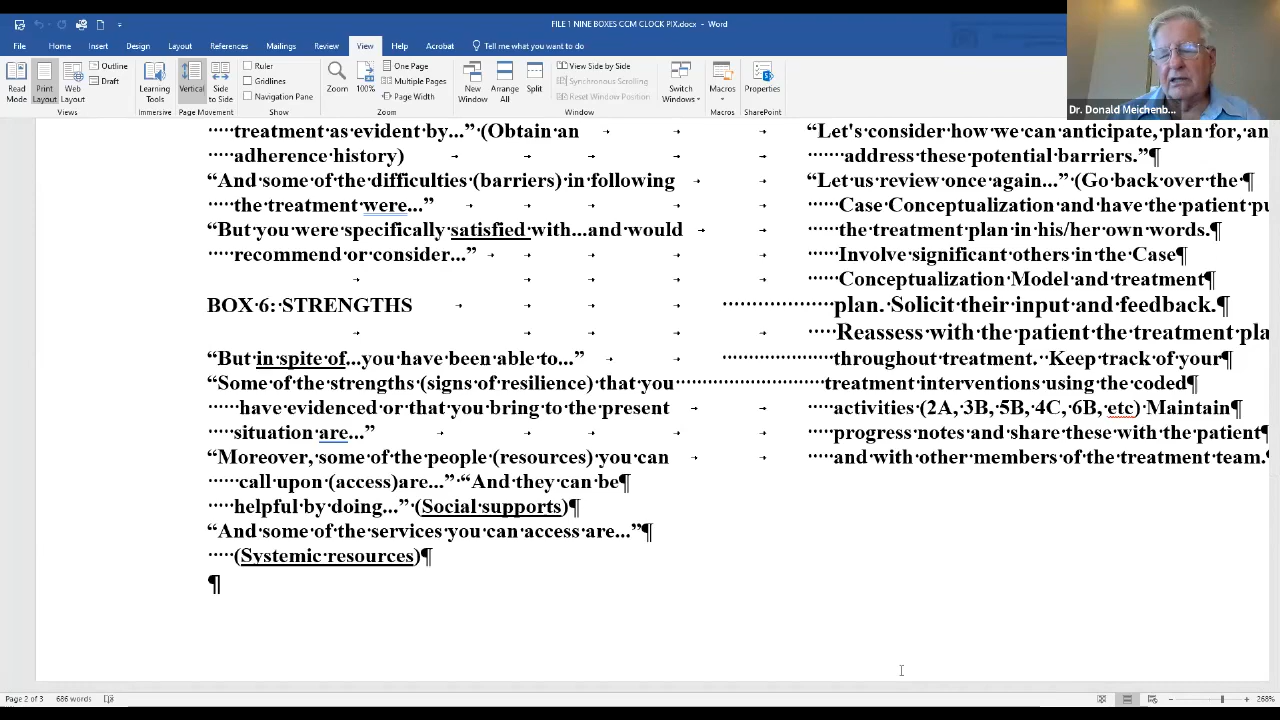 FILE 1 NINE BOXES CCM CLOCK PIX.docx - Word
File Home Insert Design Layout References Mailings Review View Help Acrobat Tell me what you want to do
Read Mode
Print Layout
Web Layout
Outline
Draft
Views
Learning Tools
Immersive
Vertical
Side to Side
Page Movement
Ruler
Gridlines
Navigation Pane
Show
Zoom
100%
One Page
Multiple Pages
Page Width
Zoom
New Window
Arrange All
Split
View Side by Side
Synchronous Scrolling
Reset Window Position
Window
Switch Windows
Macros
Macros
Properties
SharePoint
Dr. Donald Meichenb...
treatment as evident by...” (Obtain an
adherence history)
“And some of the difficulties (barriers) in following
the treatment were...”
“But you were specifically satisfied with...and would
recommend or consider...”
BOX 6: STRENGTHS
“But in spite of...you have been able to...”
“Some of the strengths (signs of resilience) that you
have evidenced or that you bring to the present
situation are...”
“Moreover, some of the people (resources) you can
call upon (access)are...” “And they can be¶
helpful by doing...” (Social supports)¶
“And some of the services you can access are...”¶
(Systemic resources)¶
¶
“Let's consider how we can anticipate, plan for, an
address these potential barriers.”¶
“Let us review once again...” (Go back over the ¶
Case Conceptualization and have the patient pu
the treatment plan in his/her own words.¶
Involve significant others in the Case¶
Conceptualization Model and treatment¶
plan. Solicit their input and feedback.¶
Reassess with the patient the treatment pla
throughout treatment. Keep track of your¶
treatment interventions using the coded¶
activities (2A, 3B, 5B, 4C, 6B, etc) Maintain¶
progress notes and share these with the patient¶
and with other members of the treatment team.¶
Page 2 of 3 686 words 268%